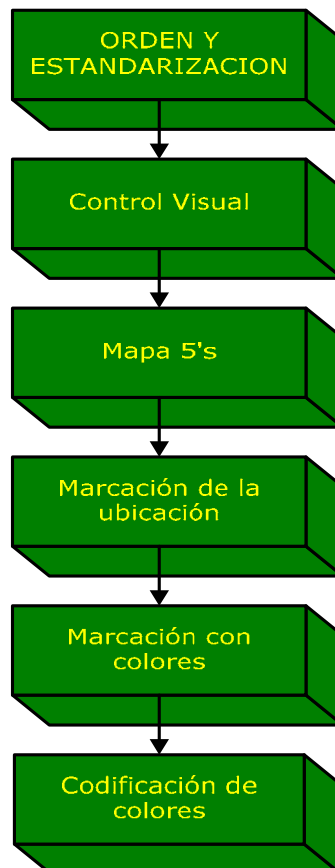 ORDEN Y
ESTANDARIZACION
Control Visual
Mapa 5's
Marcación de la
ubicación
Marcación con
colores
Codificación de
colores